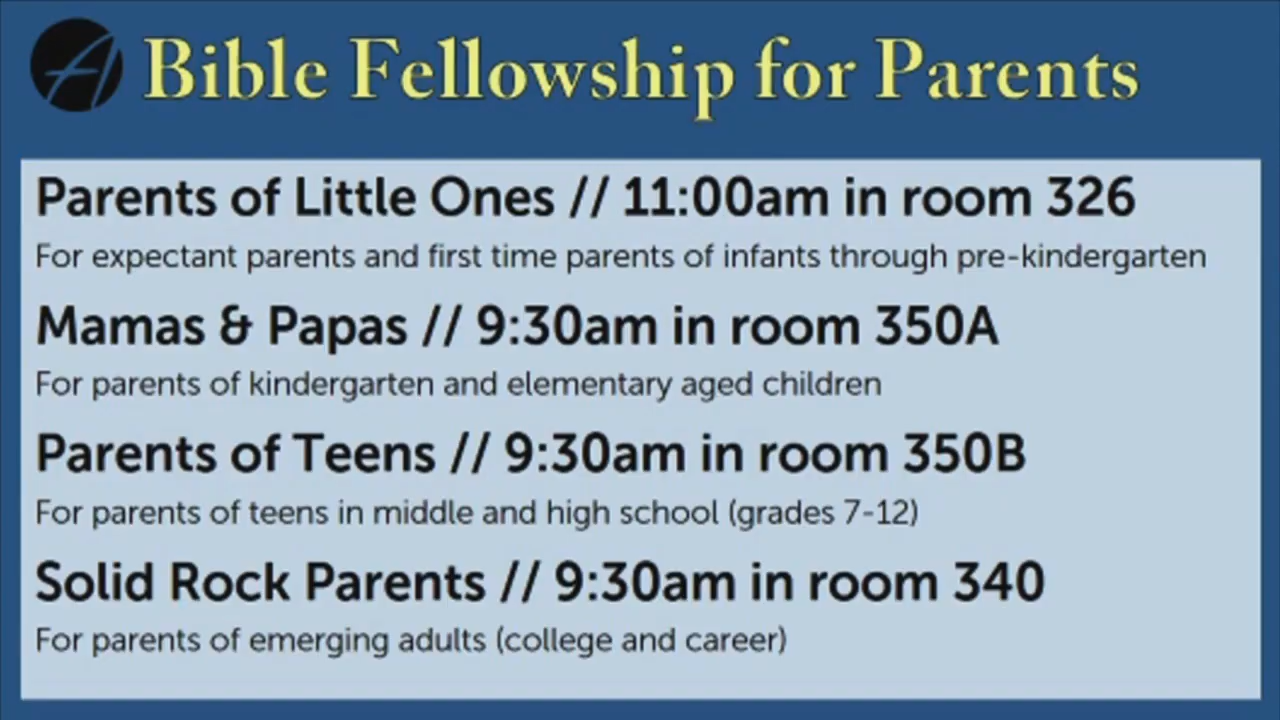 Bible Fellowship for Parents
Parents of Little Ones // 11:00am in room 326
For expectant parents and first time parents of infants through pre-kindergarten
Mamas & Papas // 9:30am in room 350A
For parents of kindergarten and elementary aged children
Parents of Teens // 9:30am in room 350B
For parents of teens in middle and high school (grades 7-12)
Solid Rock Parents // 9:30am in room 340
For parents of emerging adults (college and career)